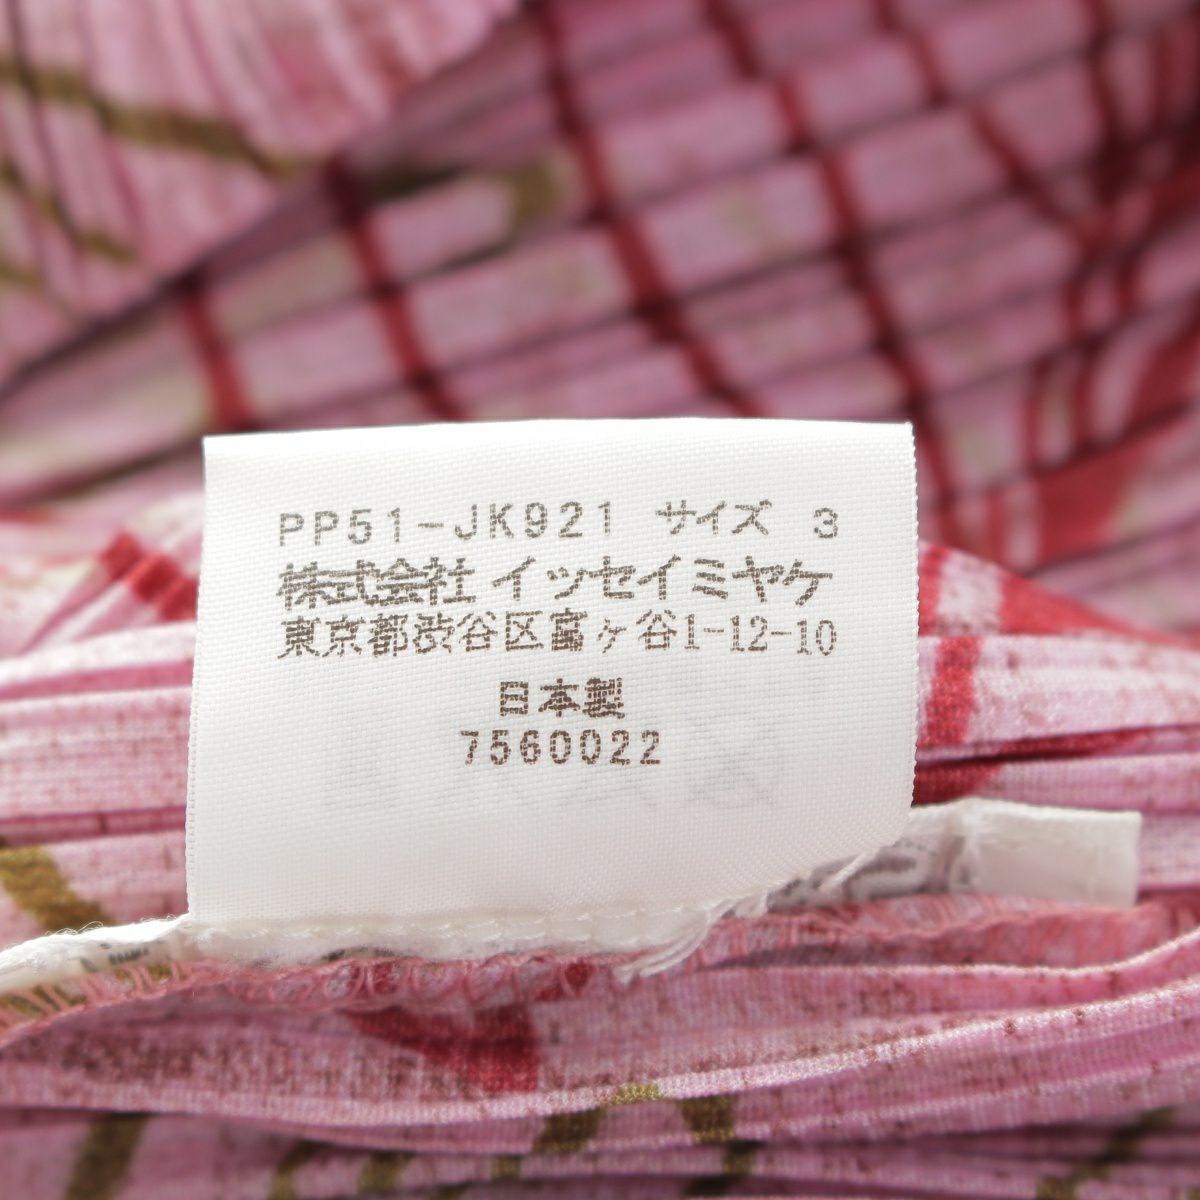 PP51-JK921 サイズ 3
株式会社 イッセイミヤケ
東京都渋谷区富ヶ谷1-12-10
日本製
7560022